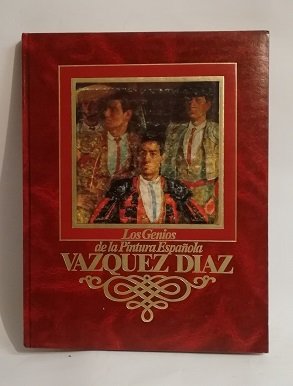 Los Genios
de la Pintura Española
VAZQUEZ DIAZ